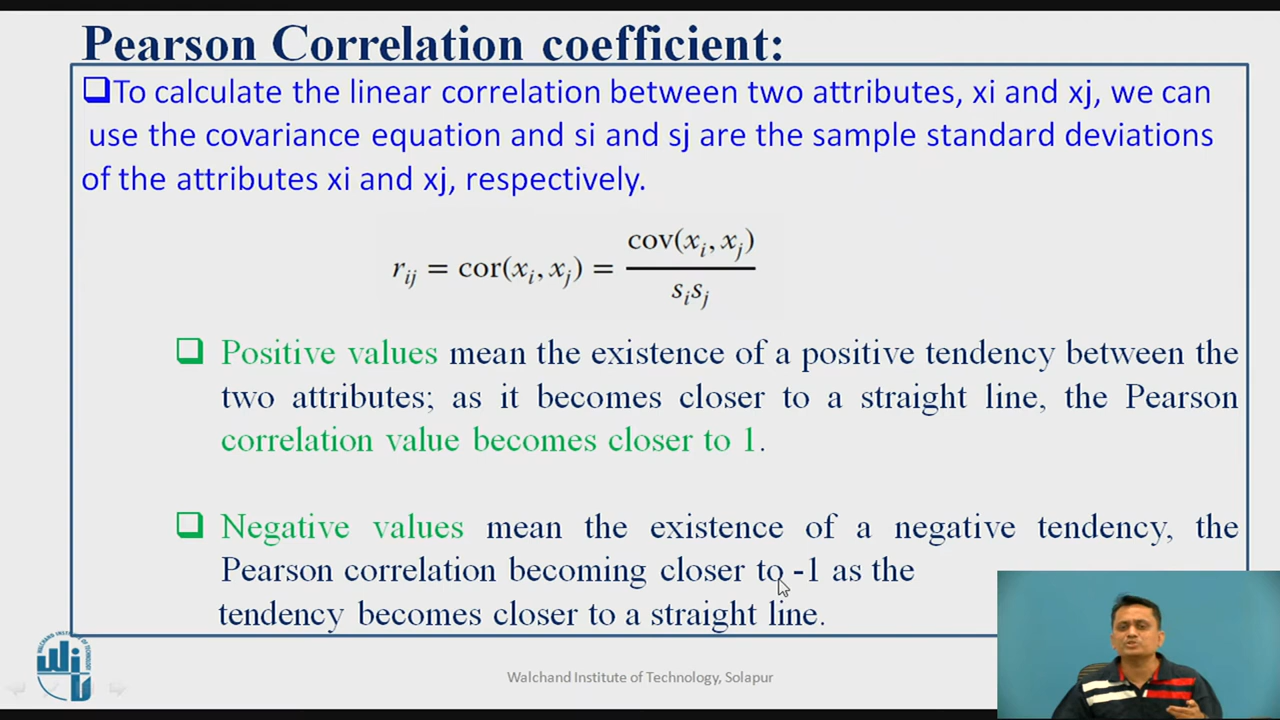 Pearson Correlation coefficient:
❑To calculate the linear correlation between two attributes, xi and xj, we can
use the covariance equation and si and sj are the sample standard deviations
of the attributes xi and xj, respectively.
r_ij = cor(x_i, x_j) = cov(x_i, x_j) / s_i s_j
❑ Positive values mean the existence of a positive tendency between the
two attributes; as it becomes closer to a straight line, the Pearson
correlation value becomes closer to 1.
❑ Negative values mean the existence of a negative tendency, the
Pearson correlation becoming closer to -1 as the
tendency becomes closer to a straight line.
WALCHAND INSTITUTE OF TECHNOLOGY
WIT
Walchand Institute of Technology, Solapur